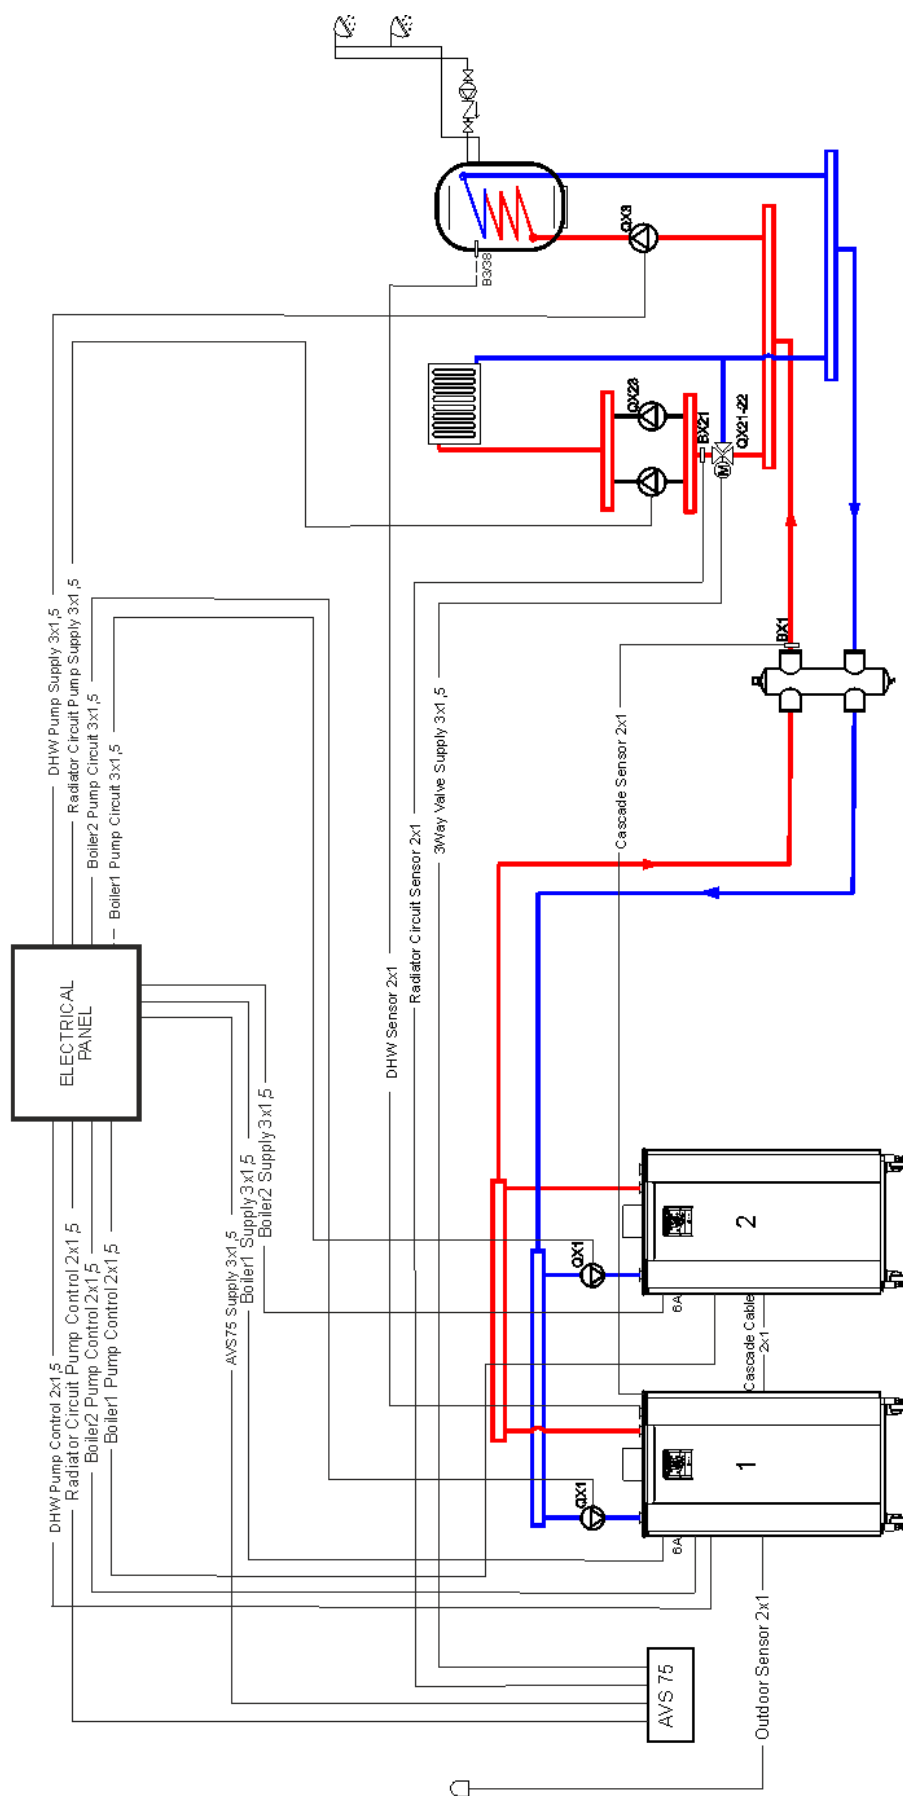 DHW Pump Supply 3x1,5
Radiator Circuit Pump Supply 3x1,5
Boiler2 Pump Circuit 3x1,5
Boiler1 Pump Circuit 3x1,5
ELECTRICAL
PANEL
DHW Pump Control 2x1,5
Radiator Circuit Pump Control 2x1,5
Boiler2 Pump Control 2x1,5
Boiler1 Pump Control 2x1,5
AVS75 Supply 3x1,5
Boiler1 Supply 3x1,5
Boiler2 Supply 3x1,5
DHW Sensor 2x1
Radiator Circuit Sensor 2x1
3Way Valve Supply 3x1,5
Cascade Sensor 2x1
B3/38
QX3
QX23
BX21
QX21-22
M
BX1
QX1
6A
2
Cascade Cable
2x1
QX1
6A
1
AVS 75
Outdoor Sensor 2x1